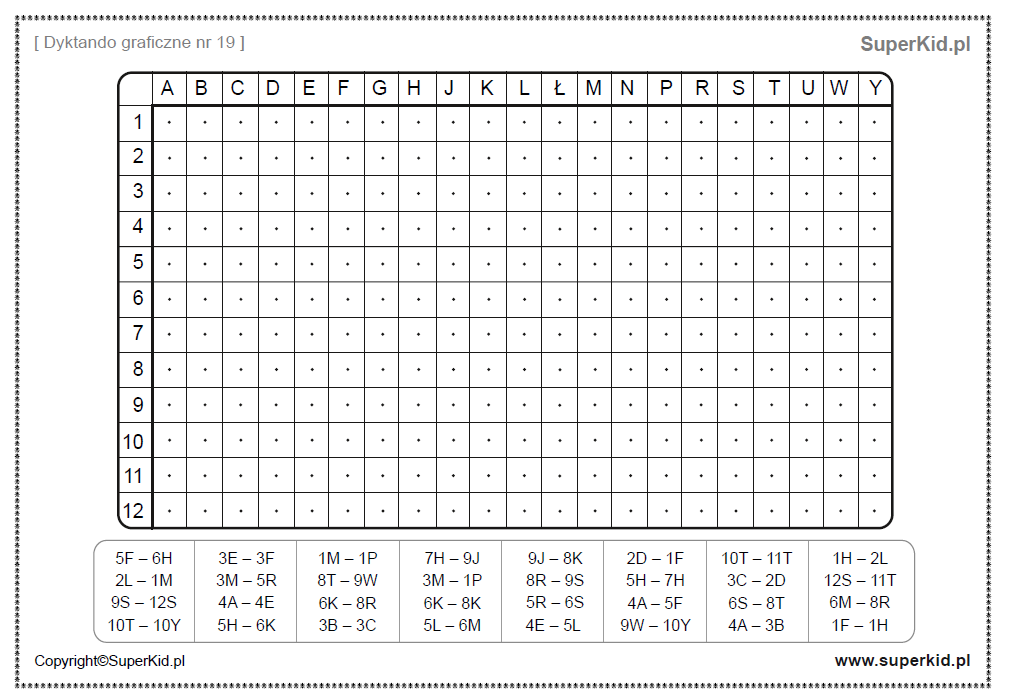 [ Dyktando graficzne nr 19 ]
SuperKid.pl
A B C D E F G H J K L Ł M N P R S T U W Y
1
2
3
4
5
6
7
8
9
10
11
12
5F – 6H 3E – 3F 1M – 1P 7H – 9J 9J – 8K 2D – 1F 10T – 11T 1H – 2L
2L – 1M 3M – 5R 8T – 9W 3M – 1P 8R – 9S 5H – 7H 3C – 2D 12S – 11T
9S – 12S 4A – 4E 6K – 8R 6K – 8K 5R – 6S 4A – 5F 6S – 8T 6M – 8R
10T – 10Y 5H – 6K 3B – 3C 5L – 6M 4E – 5L 9W – 10Y 4A – 3B 1F – 1H
Copyright©SuperKid.pl
www.superkid.pl